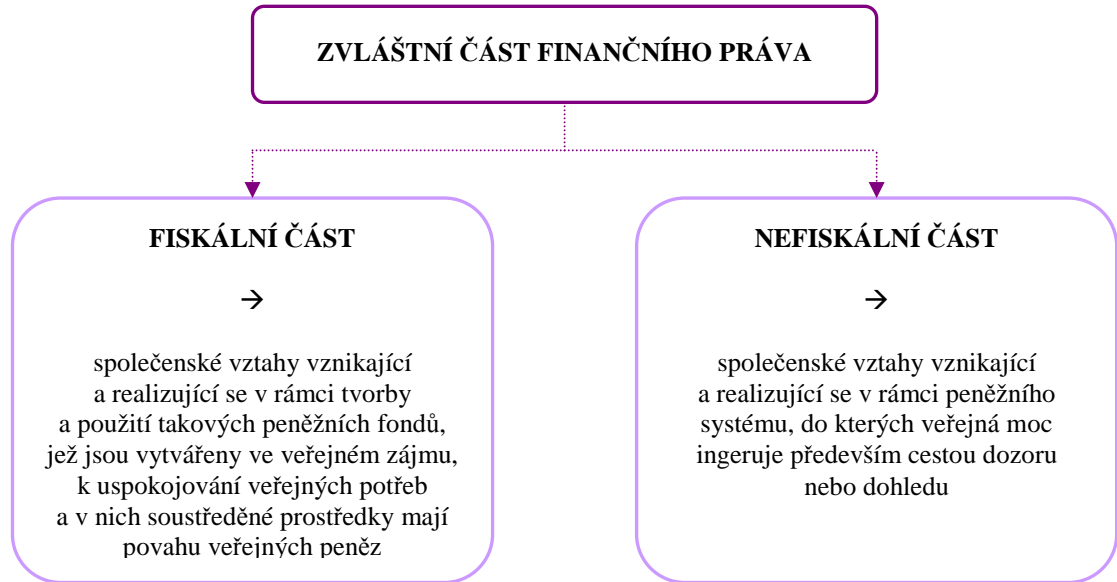 ZVLÁŠTNÍ ČÁST FINANČNÍHO PRÁVA
FISKÁLNÍ ČÁST
→
společenské vztahy vznikající
a realizující se v rámci tvorby
a použití takových peněžních fondů,
jež jsou vytvářeny ve veřejném zájmu,
k uspokojování veřejných potřeb
a v nich soustředěné prostředky mají
povahu veřejných peněz
NEFISKÁLNÍ ČÁST
→
společenské vztahy vznikající
a realizující se v rámci peněžního
systému, do kterých veřejná moc
ingeruje především cestou dozoru
nebo dohledu